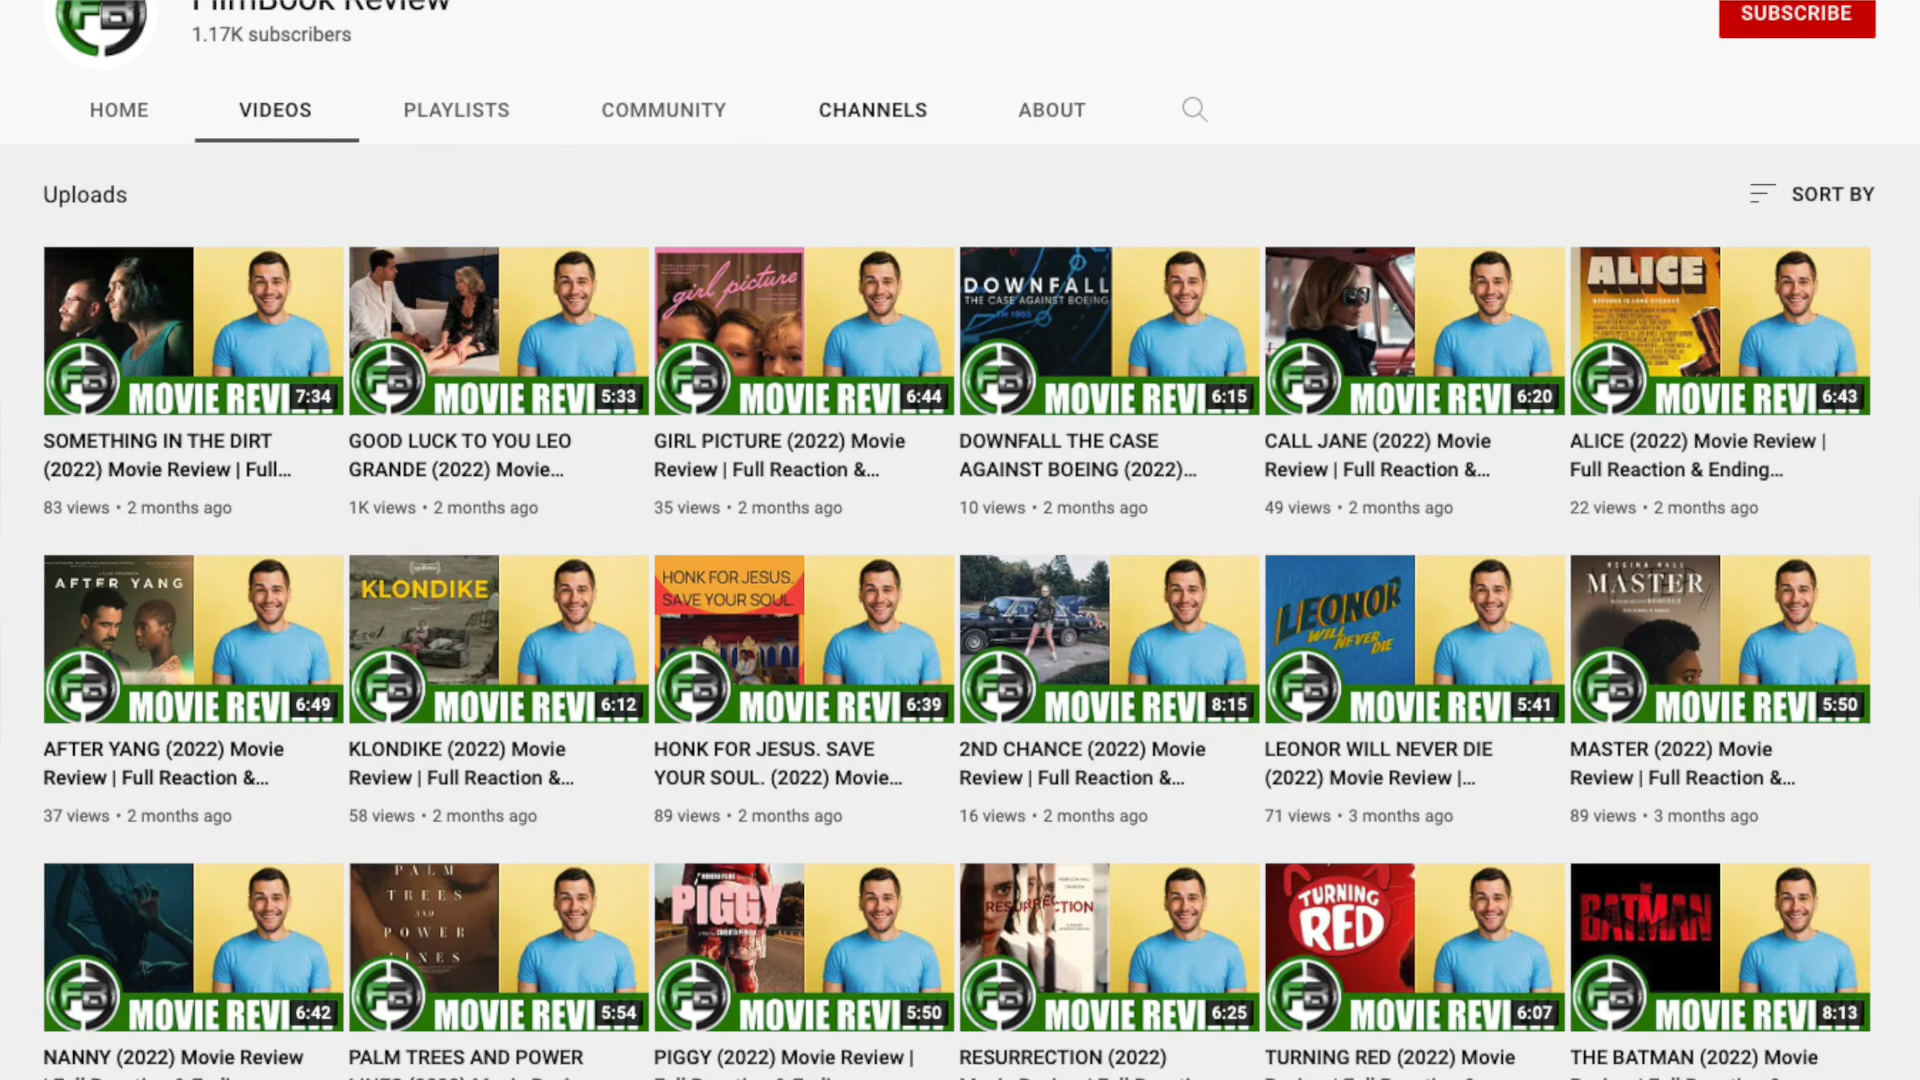 FilmBook Review
1.17K subscribers
SUBSCRIBE
HOME VIDEOS PLAYLISTS COMMUNITY CHANNELS ABOUT
Uploads
SORT BY
girl picture
DOWNFALL
THE CASE AGAINST BOEING
ALICE
MOVIE REVI 7:34
MOVIE REVI 5:33
MOVIE REVI 6:44
MOVIE REVI 6:15
MOVIE REVI 6:20
MOVIE REVI 6:43
SOMETHING IN THE DIRT
(2022) Movie Review | Full...
83 views • 2 months ago
GOOD LUCK TO YOU LEO
GRANDE (2022) Movie...
1K views • 2 months ago
GIRL PICTURE (2022) Movie
Review | Full Reaction &...
35 views • 2 months ago
DOWNFALL THE CASE
AGAINST BOEING (2022)...
10 views • 2 months ago
CALL JANE (2022) Movie
Review | Full Reaction &...
49 views • 2 months ago
ALICE (2022) Movie Review |
Full Reaction & Ending...
22 views • 2 months ago
AFTER YANG
KLONDIKE
HONK FOR JESUS.
SAVE YOUR SOUL.
LEONOR
WILL
NEVER
DIE
REGINA HALL
MASTER
MOVIE REVI 6:49
MOVIE REVI 6:12
MOVIE REVI 6:39
MOVIE REVI 8:15
MOVIE REVI 5:41
MOVIE REVI 5:50
AFTER YANG (2022) Movie
Review | Full Reaction &...
37 views • 2 months ago
KLONDIKE (2022) Movie
Review | Full Reaction &...
58 views • 2 months ago
HONK FOR JESUS. SAVE
YOUR SOUL. (2022) Movie...
89 views • 2 months ago
2ND CHANCE (2022) Movie
Review | Full Reaction &...
16 views • 2 months ago
LEONOR WILL NEVER DIE
(2022) Movie Review |...
71 views • 3 months ago
MASTER (2022) Movie
Review | Full Reaction &...
89 views • 3 months ago
PALM
TREES
AND
POWER
LINES
PIGGY
RESURRECTION
TURNING
RED
BATMAN
MOVIE REVI 6:42
MOVIE REVI 5:54
MOVIE REVI 5:50
MOVIE REVI 6:25
MOVIE REVI 6:07
MOVIE REVI 8:13
NANNY (2022) Movie Review
PALM TREES AND POWER
PIGGY (2022) Movie Review |
RESURRECTION (2022)
TURNING RED (2022) Movie
THE BATMAN (2022) Movie